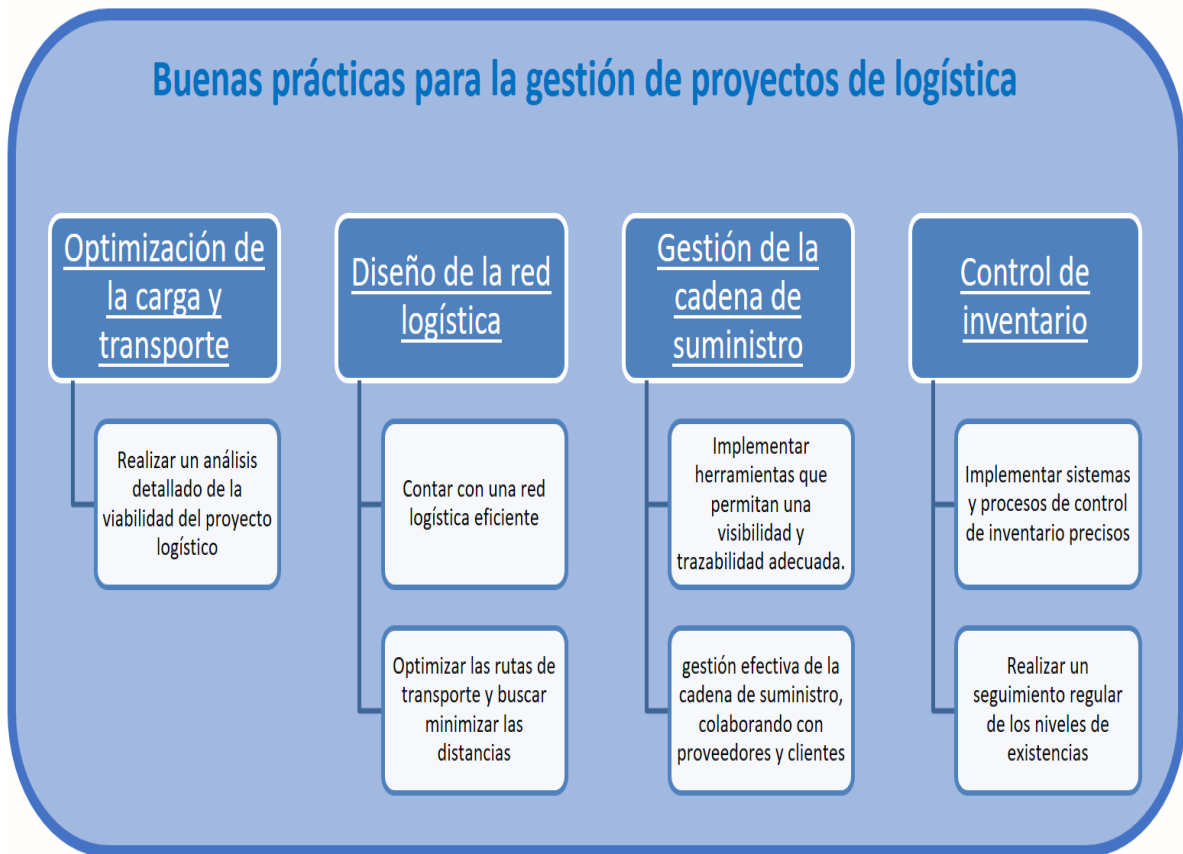 Buenas prácticas para la gestión de proyectos de logística
Optimización de
la carga y
transporte
Realizar un análisis
detallado de la
viabilidad del proyecto
logístico
Diseño de la red
logística
Contar con una red
logística eficiente
Optimizar las rutas de
transporte y buscar
minimizar las
distancias
Gestión de la
cadena de
suministro
Implementar
herramientas que
permitan una
visibilidad y
trazabilidad adecuada.
gestión efectiva de la
cadena de suministro,
colaborando con
proveedores y clientes
Control de
inventario
Implementar sistemas
y procesos de control
de inventario precisos
Realizar un
seguimiento regular
de los niveles de
existencias